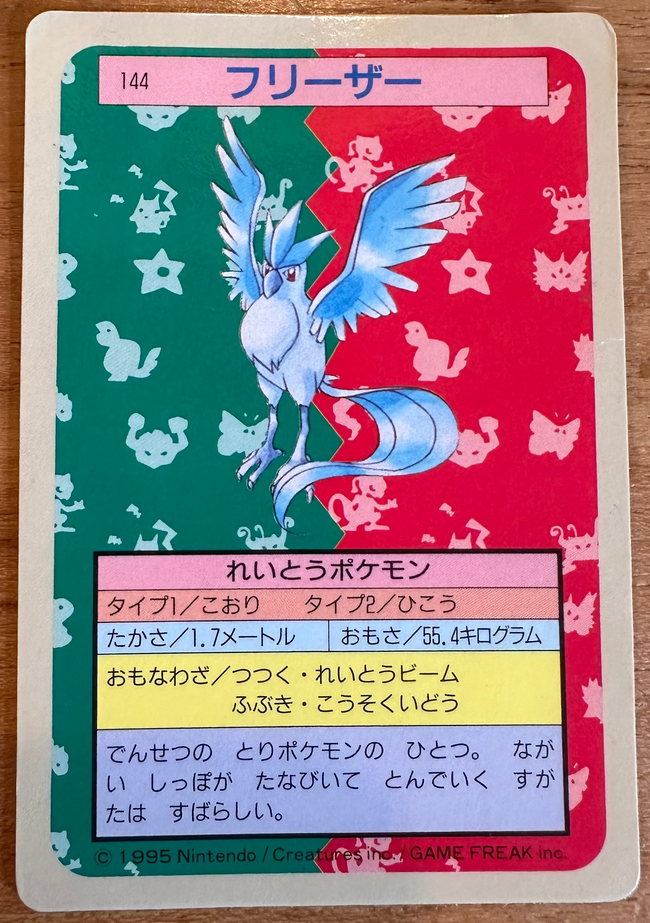 144 フリーザー
れいとうポケモン
タイプ1／こおり　タイプ2／ひこう
たかさ／1.7メートル　おもさ／55.4キログラム
おもなわざ／つつく・れいとうビーム
ふぶき・こうそくいどう
でんせつの　とりポケモンの　ひとつ。　なが
い　しっぽが　たなびいて　とんでいく　すが
たは　すばらしい。
© 1995 Nintendo / Creatures inc. / GAME FREAK inc.